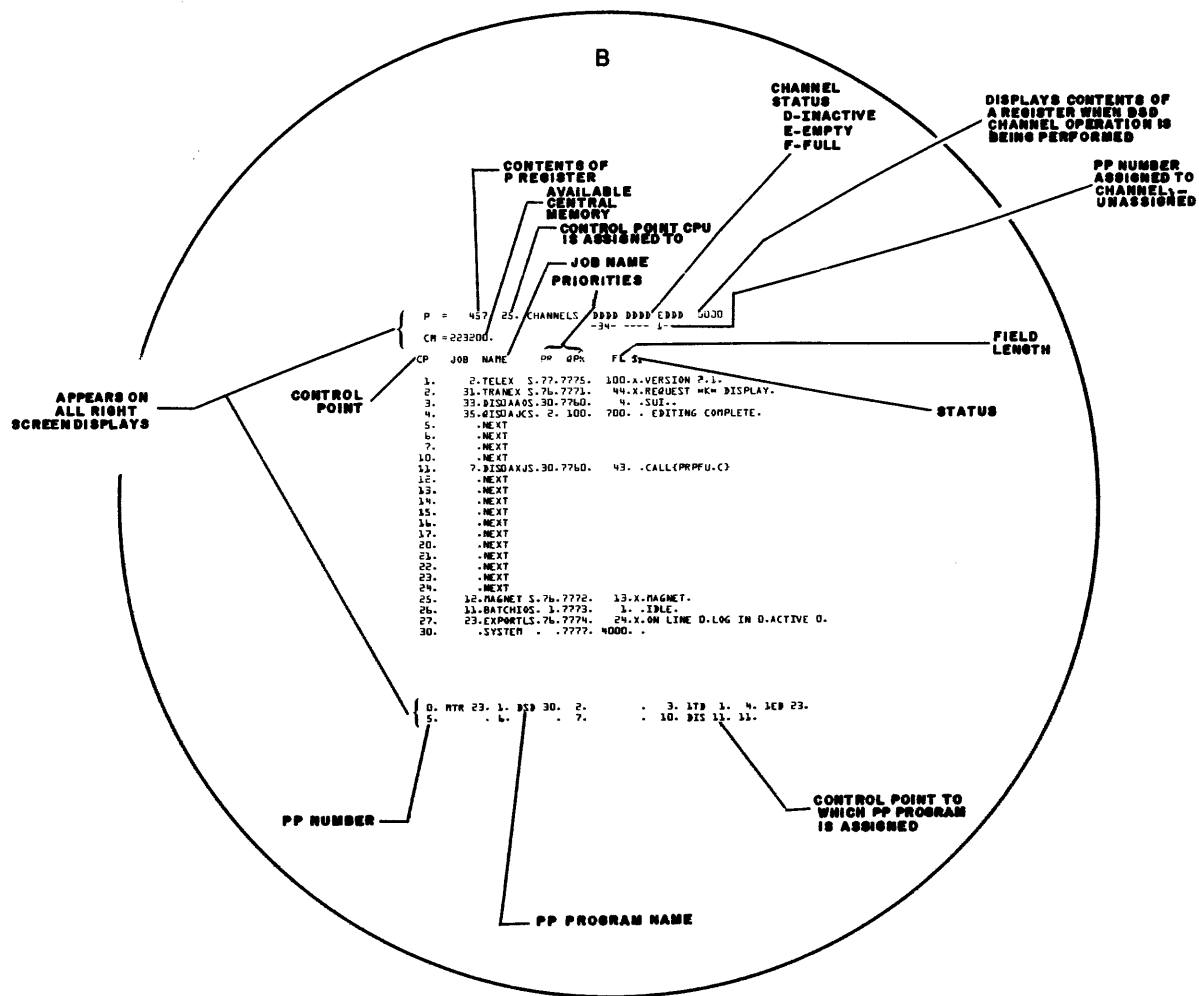 B
CHANNEL
STATUS
D-INACTIVE
E-EMPTY
F-FULL
DISPLAYS CONTENTS OF
A REGISTER WHEN DSD
CHANNEL OPERATION IS
BEING PERFORMED
PP NUMBER
ASSIGNED TO
CHANNEL; –
UNASSIGNED
CONTENTS OF
P REGISTER
AVAILABLE
CENTRAL
MEMORY
CONTROL POINT CPU
IS ASSIGNED TO
JOB NAME
PRIORITIES
P = 457 25. CHANNELS DDDD DDDD EDDD
-34- ---- 1-
CM =223200.
CP JOB NAME PR QPR FL S.
FIELD
LENGTH
1. 2.TELEX S.77.7775. 100.X.VERSION 2.1.
2. 31.TRANEX S.76.7771. 44.X.REQUEST *K* DISPLAY.
3. 33.DISDAAOS.30.7760. 4. .SUI..
4. 35.QISDAJCS. 2. 100. 700. . EDITING COMPLETE.
5. .NEXT
6. .NEXT
7. .NEXT
10. .NEXT
11. 7.DISDAXJS.30.7760. 43. .CALL(PRPFU.C)
12. .NEXT
13. .NEXT
14. .NEXT
15. .NEXT
16. .NEXT
17. .NEXT
20. .NEXT
21. .NEXT
22. .NEXT
23. .NEXT
24. .NEXT
25. 12.MAGNET S.76.7772. 13.X.MAGNET.
26. 11.BATCHIOS. 1.7773. 1. .IDLE.
27. 23.EXPORTLS.76.7774. 24.X.ON LINE 0.LOG IN 0.ACTIVE 0.
30. .SYSTEM . .7777. 4000. .
APPEARS ON
ALL RIGHT
SCREEN DISPLAYS
CONTROL
POINT
STATUS
0. MTR 23. 1. DSD 30. 2. . 3. 1TD 1. 4. 1ED 23.
5. . 6. . 7. . 10. DIS 11. 11.
PP NUMBER
CONTROL POINT TO
WHICH PP PROGRAM
IS ASSIGNED
PP PROGRAM NAME